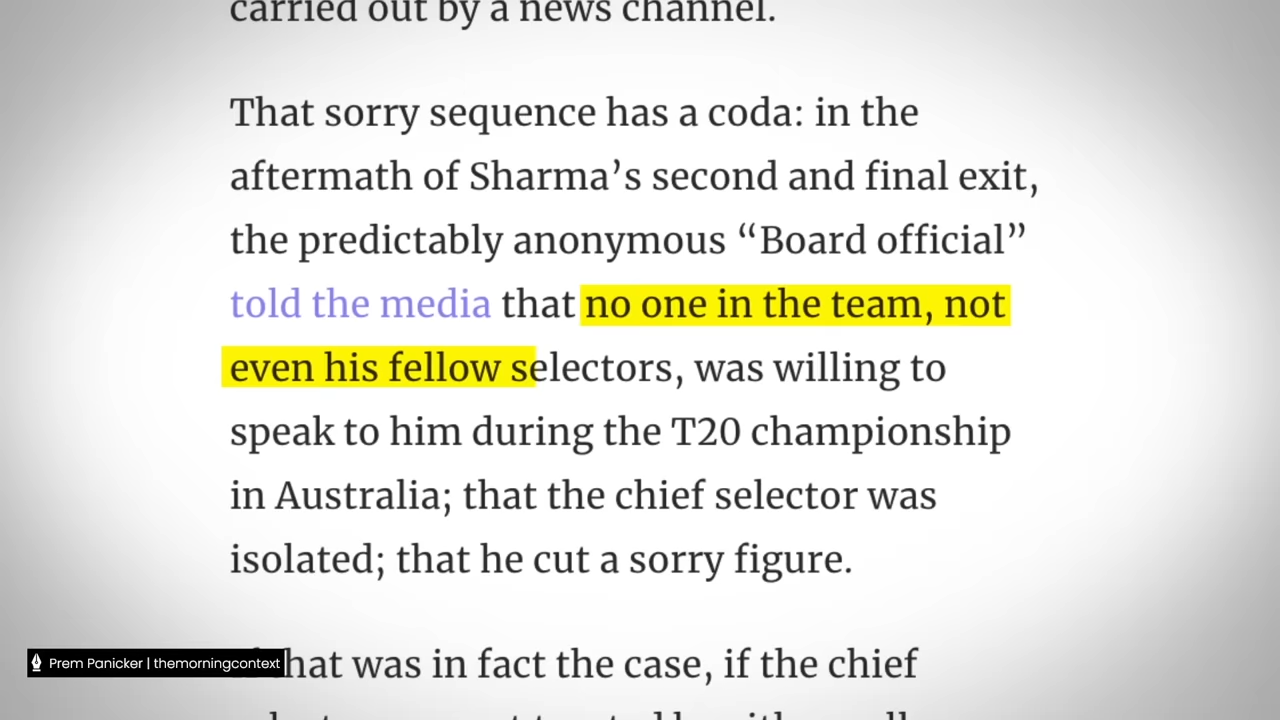 carried out by a news channel.
That sorry sequence has a coda: in the
aftermath of Sharma’s second and final exit,
the predictably anonymous “Board official”
told the media that no one in the team, not
even his fellow selectors, was willing to
speak to him during the T20 championship
in Australia; that the chief selector was
isolated; that he cut a sorry figure.
that was in fact the case, if the chief
Prem Panicker | themorningcontext